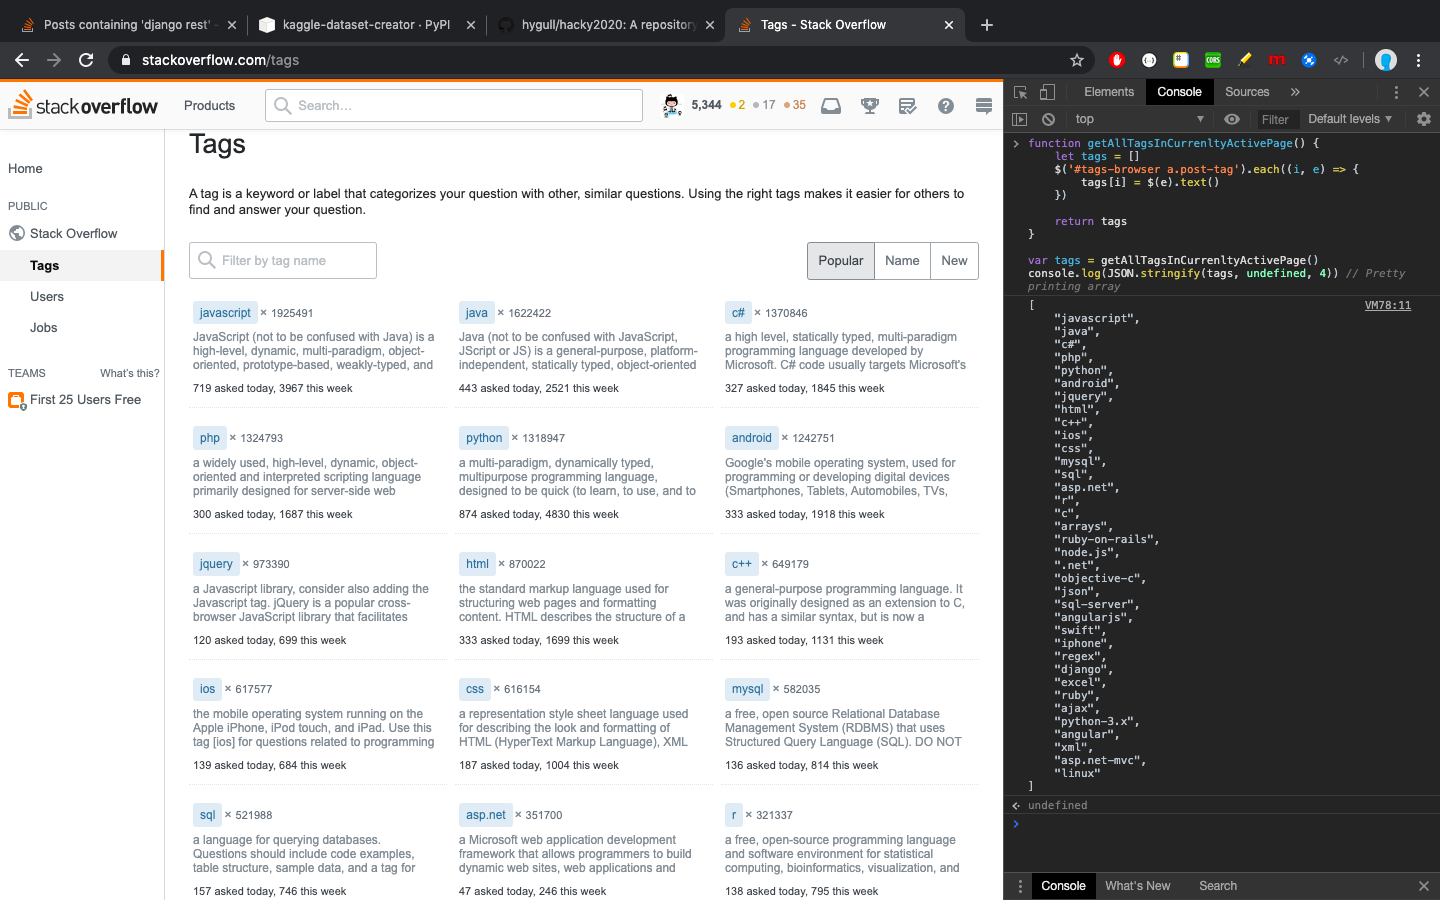 Posts containing 'django rest' -
kaggle-dataset-creator · PyPI
hygull/hacky2020: A repository
Tags - Stack Overflow
stackoverflow.com/tags
CORS
m
stackoverflow
Products
Search...
5,344
2
17
35
Home
PUBLIC
Stack Overflow
Tags
Users
Jobs
TEAMS
What's this?
First 25 Users Free
Tags
A tag is a keyword or label that categorizes your question with other, similar questions. Using the right tags makes it easier for others to
find and answer your question.
Filter by tag name
Popular
Name
New
javascript × 1925491
JavaScript (not to be confused with Java) is a
high-level, dynamic, multi-paradigm, object-
oriented, prototype-based, weakly-typed, and
719 asked today, 3967 this week
java × 1622422
Java (not to be confused with JavaScript,
JScript or JS) is a general-purpose, platform-
independent, statically typed, object-oriented
443 asked today, 2521 this week
c# × 1370846
a high level, statically typed, multi-paradigm
programming language developed by
Microsoft. C# code usually targets Microsoft's
327 asked today, 1845 this week
php × 1324793
a widely used, high-level, dynamic, object-
oriented and interpreted scripting language
primarily designed for server-side web
300 asked today, 1687 this week
python × 1318947
a multi-paradigm, dynamically typed,
multipurpose programming language,
designed to be quick (to learn, to use, and to
874 asked today, 4830 this week
android × 1242751
Google's mobile operating system, used for
programming or developing digital devices
(Smartphones, Tablets, Automobiles, TVs,
333 asked today, 1918 this week
jquery × 973390
a Javascript library, consider also adding the
Javascript tag. jQuery is a popular cross-
browser JavaScript library that facilitates
120 asked today, 699 this week
html × 870022
the standard markup language used for
structuring web pages and formatting
content. HTML describes the structure of a
333 asked today, 1699 this week
c++ × 649179
a general-purpose programming language. It
was originally designed as an extension to C,
and has a similar syntax, but is now a
193 asked today, 1131 this week
ios × 617577
the mobile operating system running on the
Apple iPhone, iPod touch, and iPad. Use this
tag [ios] for questions related to programming
139 asked today, 684 this week
css × 616154
a representation style sheet language used
for describing the look and formatting of
HTML (HyperText Markup Language), XML
187 asked today, 1004 this week
mysql × 582035
a free, open source Relational Database
Management System (RDBMS) that uses
Structured Query Language (SQL). DO NOT
136 asked today, 814 this week
sql × 521988
a language for querying databases.
Questions should include code examples,
table structure, sample data, and a tag for
157 asked today, 746 this week
asp.net × 351700
a Microsoft web application development
framework that allows programmers to build
dynamic web sites, web applications and
47 asked today, 246 this week
r × 321337
a free, open-source programming language
and software environment for statistical
computing, bioinformatics, visualization, and
138 asked today, 795 this week
Elements
Console
Sources
»
top
Filter
Default levels
function getAllTagsInCurrenltyActivePage() {
let tags = []
$('#tags-browser a.post-tag').each((i, e) => {
tags[i] = $(e).text()
})
return tags
}
var tags = getAllTagsInCurrenltyActivePage()
console.log(JSON.stringify(tags, undefined, 4)) // Pretty
printing array
[
VM78:11
"javascript",
"java",
"c#",
"php",
"python",
"android",
"jquery",
"html",
"c++",
"ios",
"css",
"mysql",
"sql",
"asp.net",
"r",
"c",
"arrays",
"ruby-on-rails",
"node.js",
".net",
"objective-c",
"json",
"sql-server",
"angularjs",
"swift",
"iphone",
"regex",
"django",
"excel",
"ruby",
"ajax",
"python-3.x",
"angular",
"xml",
"asp.net-mvc",
"linux"
]
undefined
Console
What's New
Search